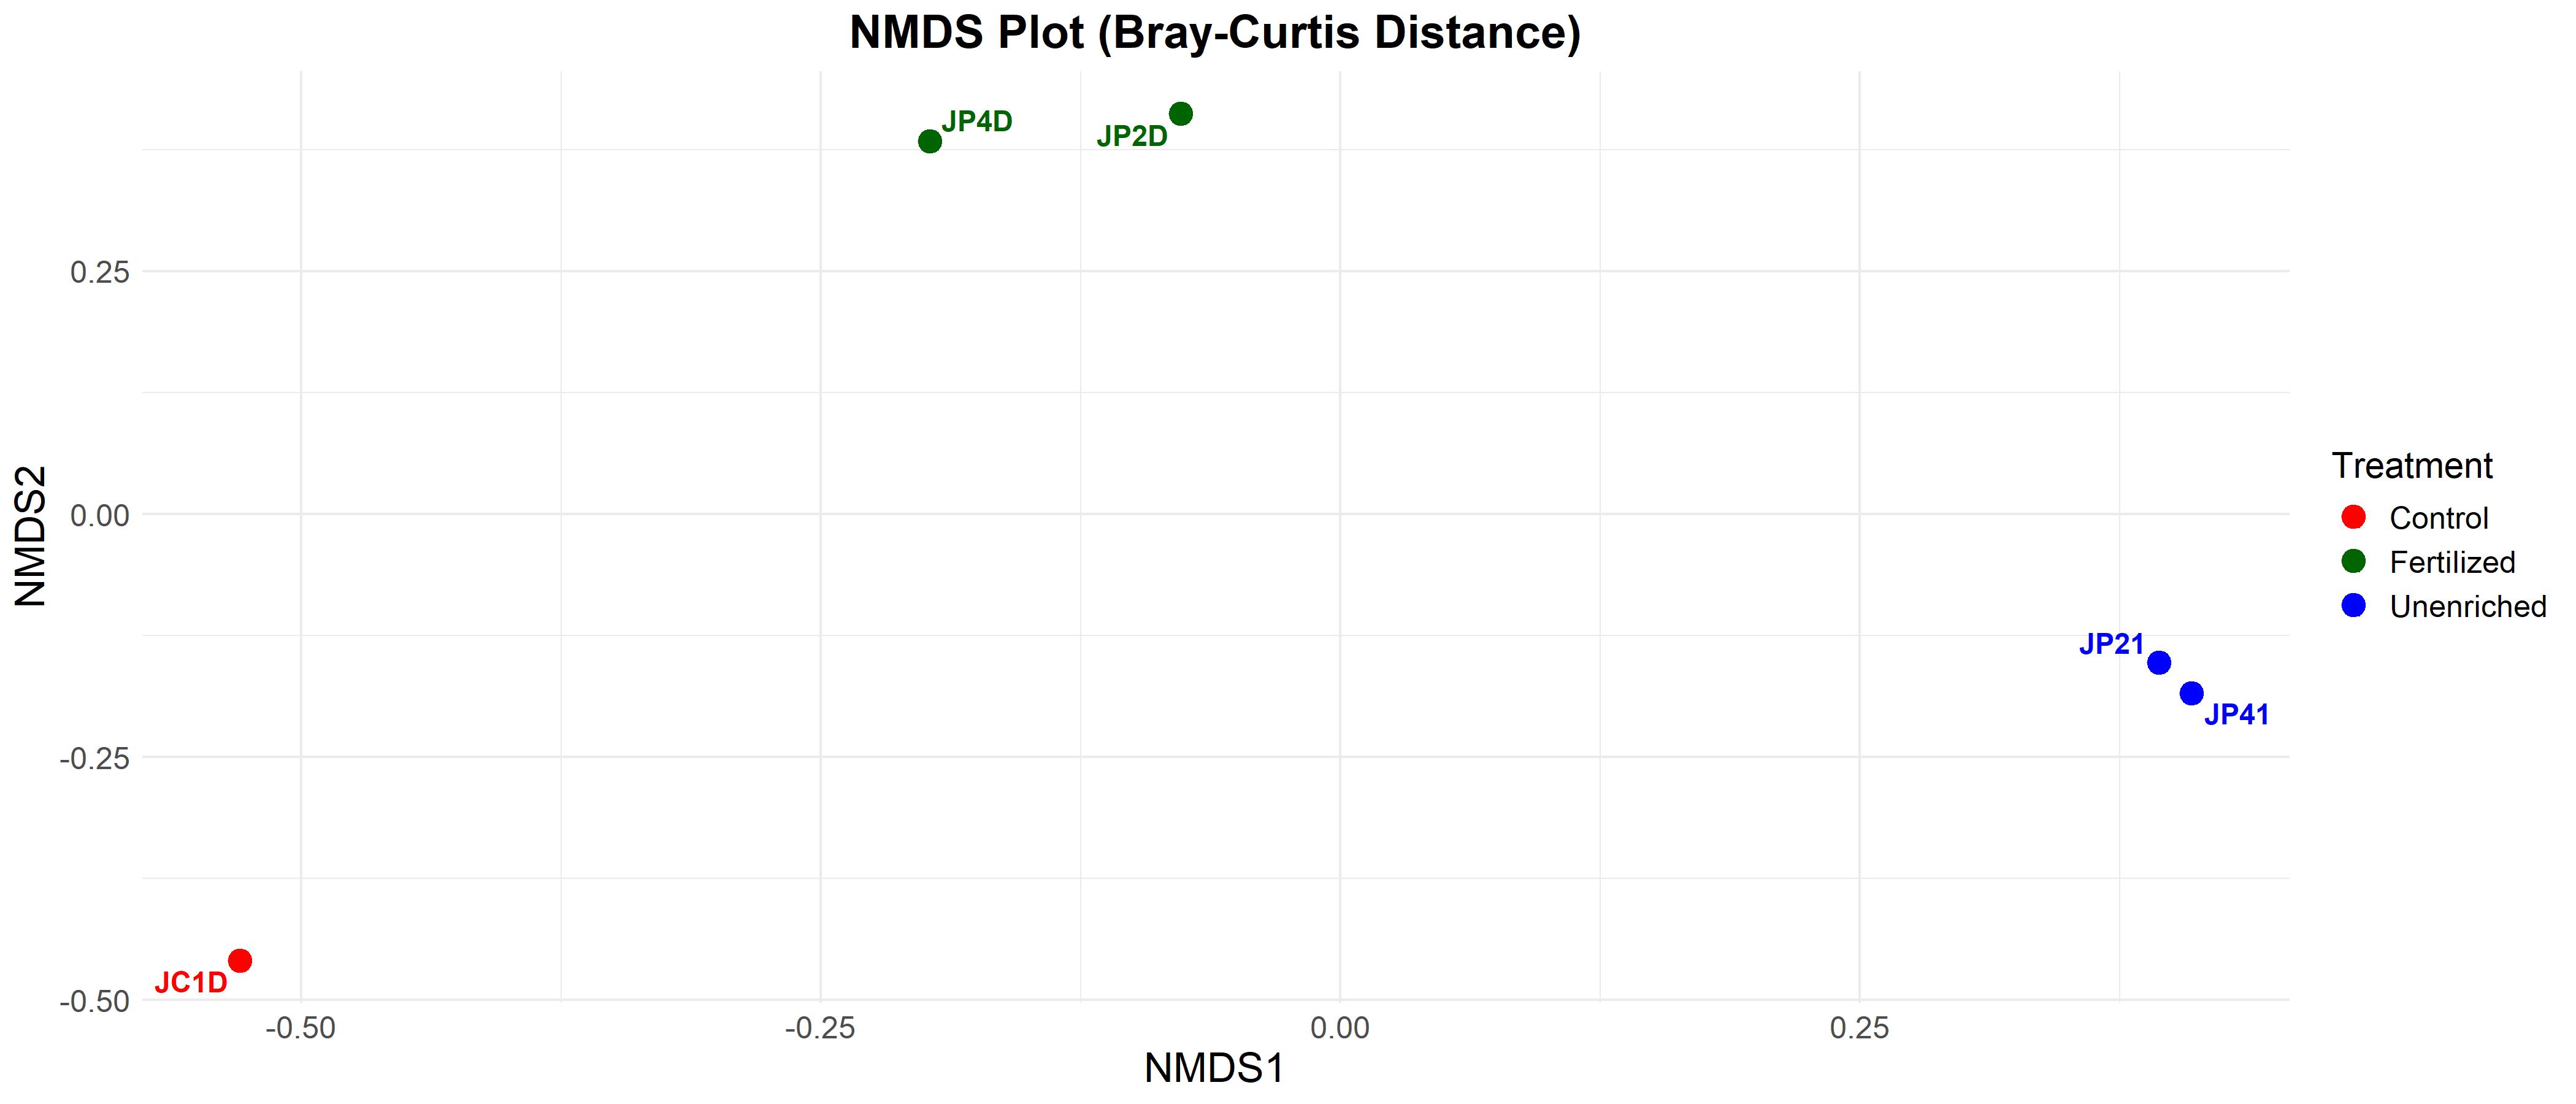 NMDS Plot (Bray-Curtis Distance)
JP4D
JP2D
0.25
NMDS2
0.00
Treatment
Control
Fertilized
Unenriched
JP21
JP41
-0.25
JC1D
-0.50
-0.50 -0.25 0.00 0.25
NMDS1